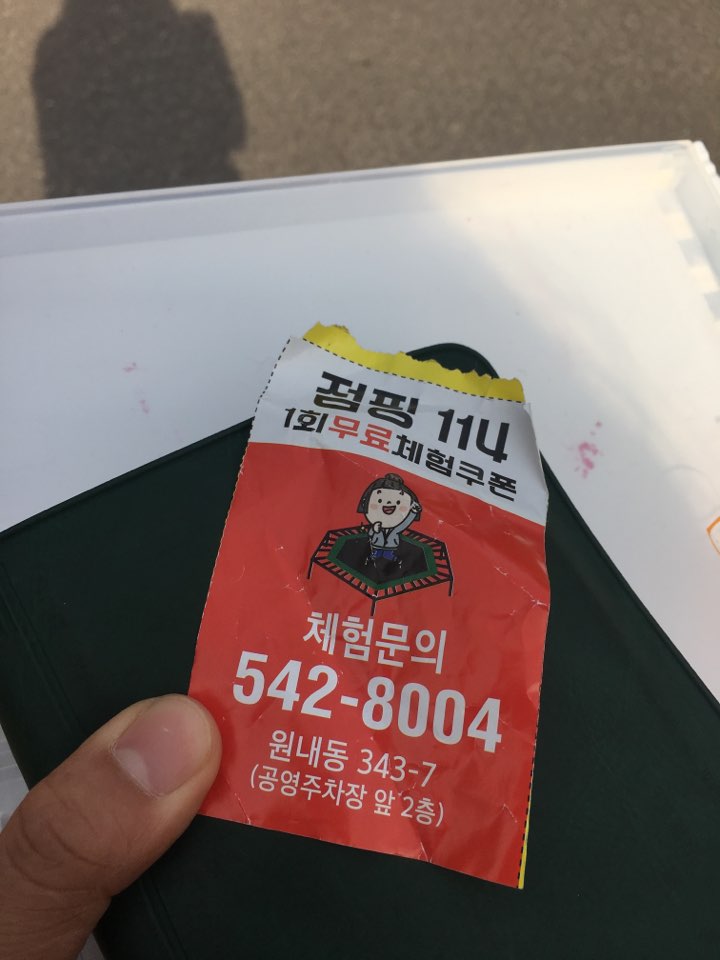 점핑 114
1회무료체험쿠폰
체험문의
542-8004
원내동 343-7
(공영주차장 앞 2층)